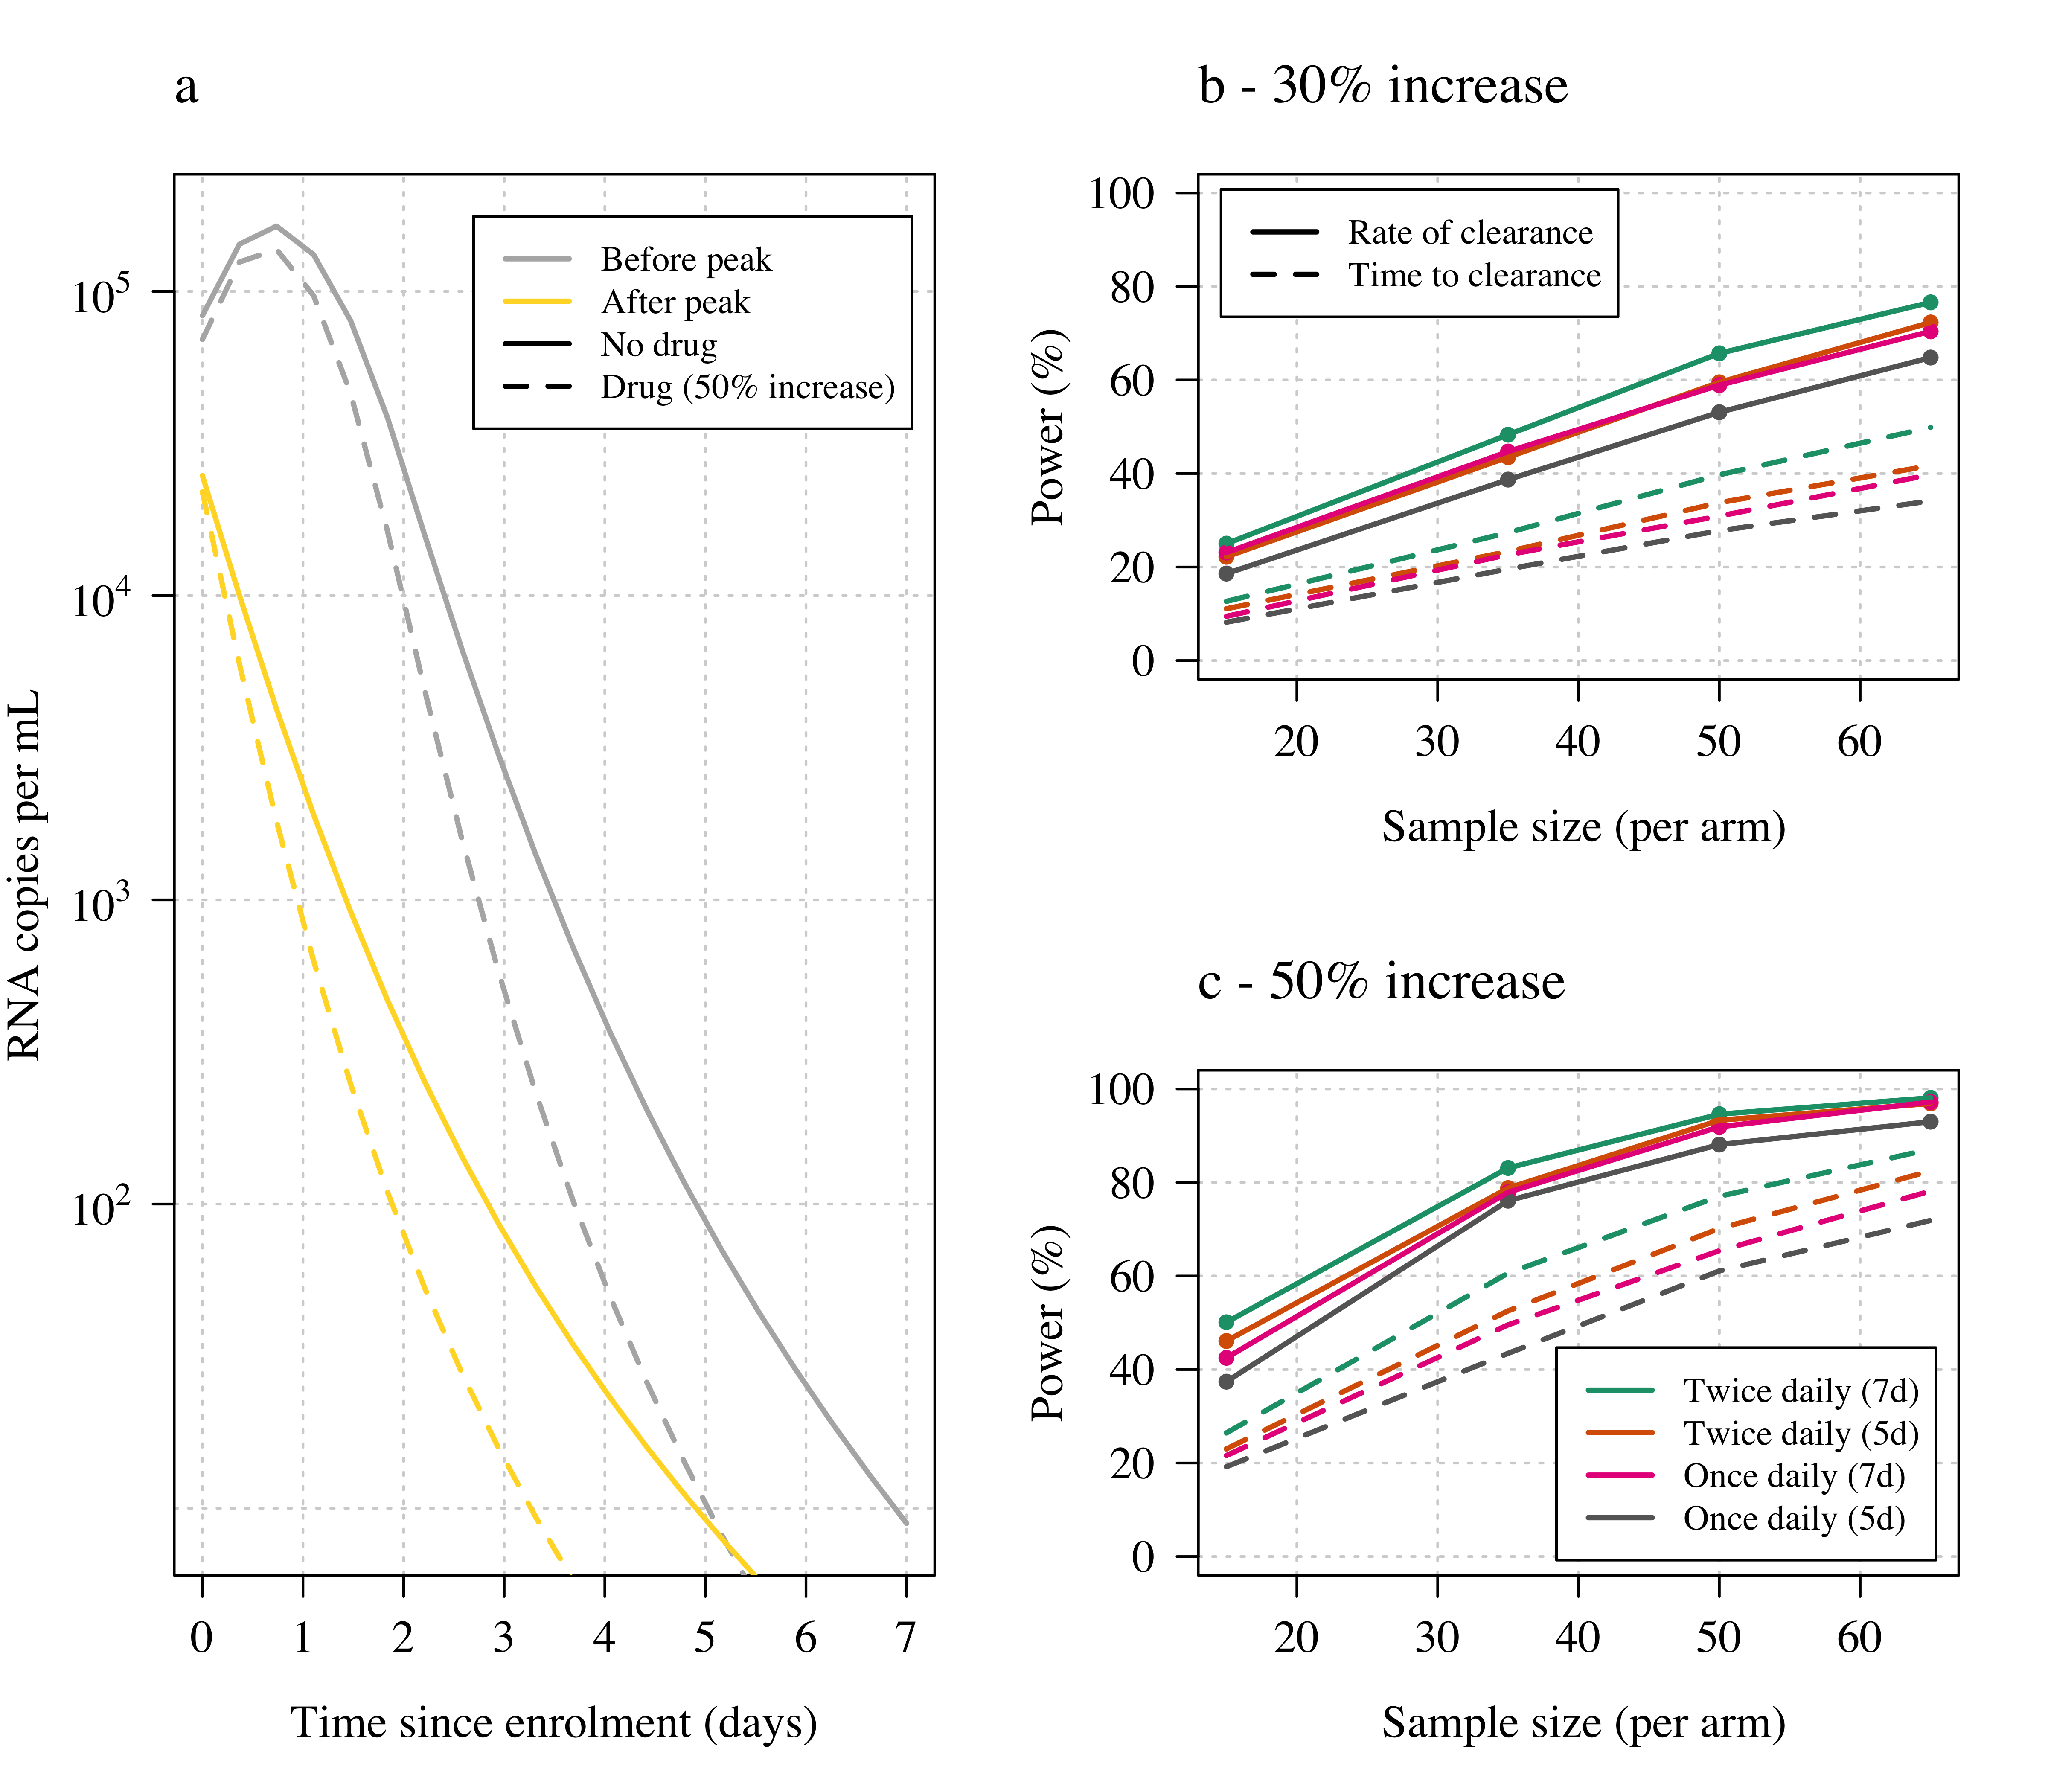 a
RNA copies per mL
10^5
10^4
10^3
10^2
Before peak
After peak
No drug
Drug (50% increase)
0 1 2 3 4 5 6 7
Time since enrolment (days)
b - 30% increase
Power (%)
100
80
60
40
20
0
Rate of clearance
Time to clearance
20 30 40 50 60
Sample size (per arm)
c - 50% increase
Power (%)
100
80
60
40
20
0
Twice daily (7d)
Twice daily (5d)
Once daily (7d)
Once daily (5d)
20 30 40 50 60
Sample size (per arm)